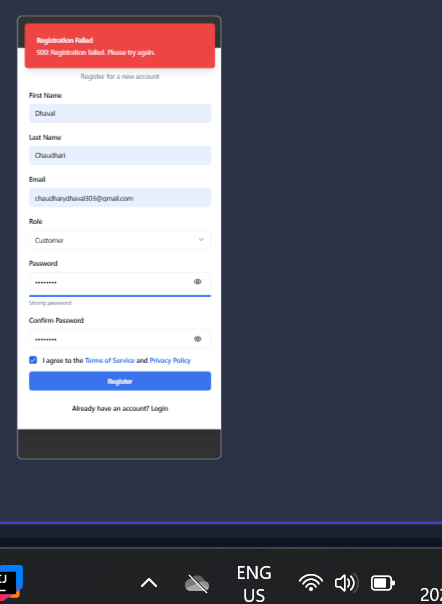 Registration Failed
500: Registration failed. Please try again.
Register for a new account
First Name
Dhaval
Last Name
Chaudhari
Email
chaudharydhaval303@gmail.com
Role
Customer
Password
••••••••
Strong password
Confirm Password
••••••••
I agree to the Terms of Service and Privacy Policy
Register
Already have an account? Login
ENG
US